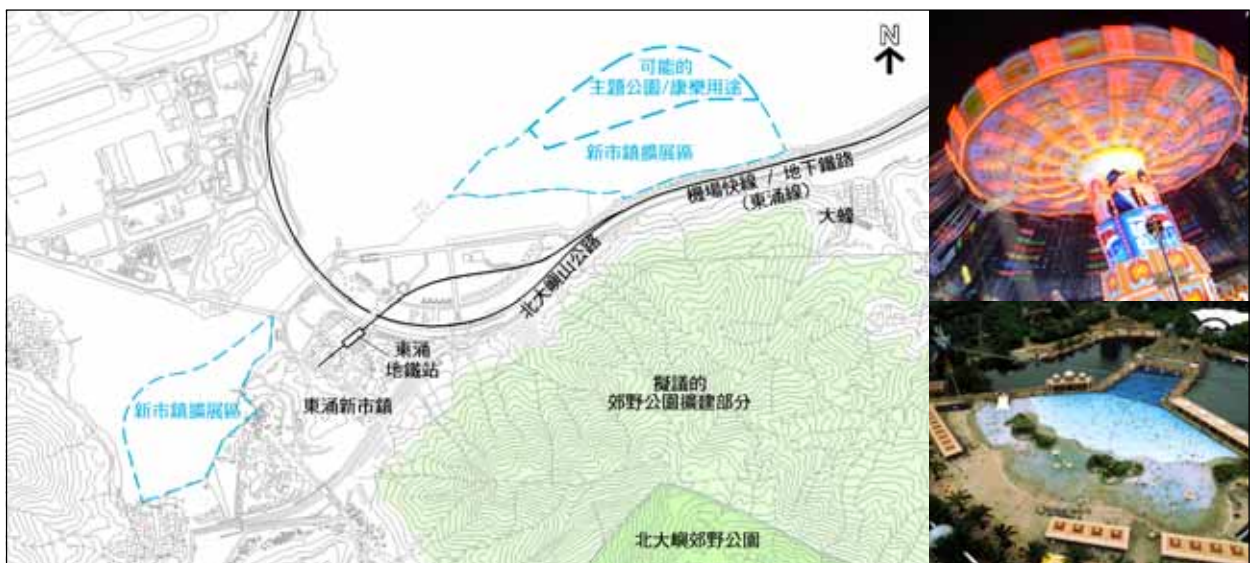 N
可能的
主題公園/康樂用途
新市鎮擴展區
機場快線 / 地下鐵路
(東涌線)
大蠔
北大嶼山公路
東涌
地鐵站
擬議的
郊野公園擴建部分
新市鎮擴展區
東涌新市鎮
北大嶼郊野公園